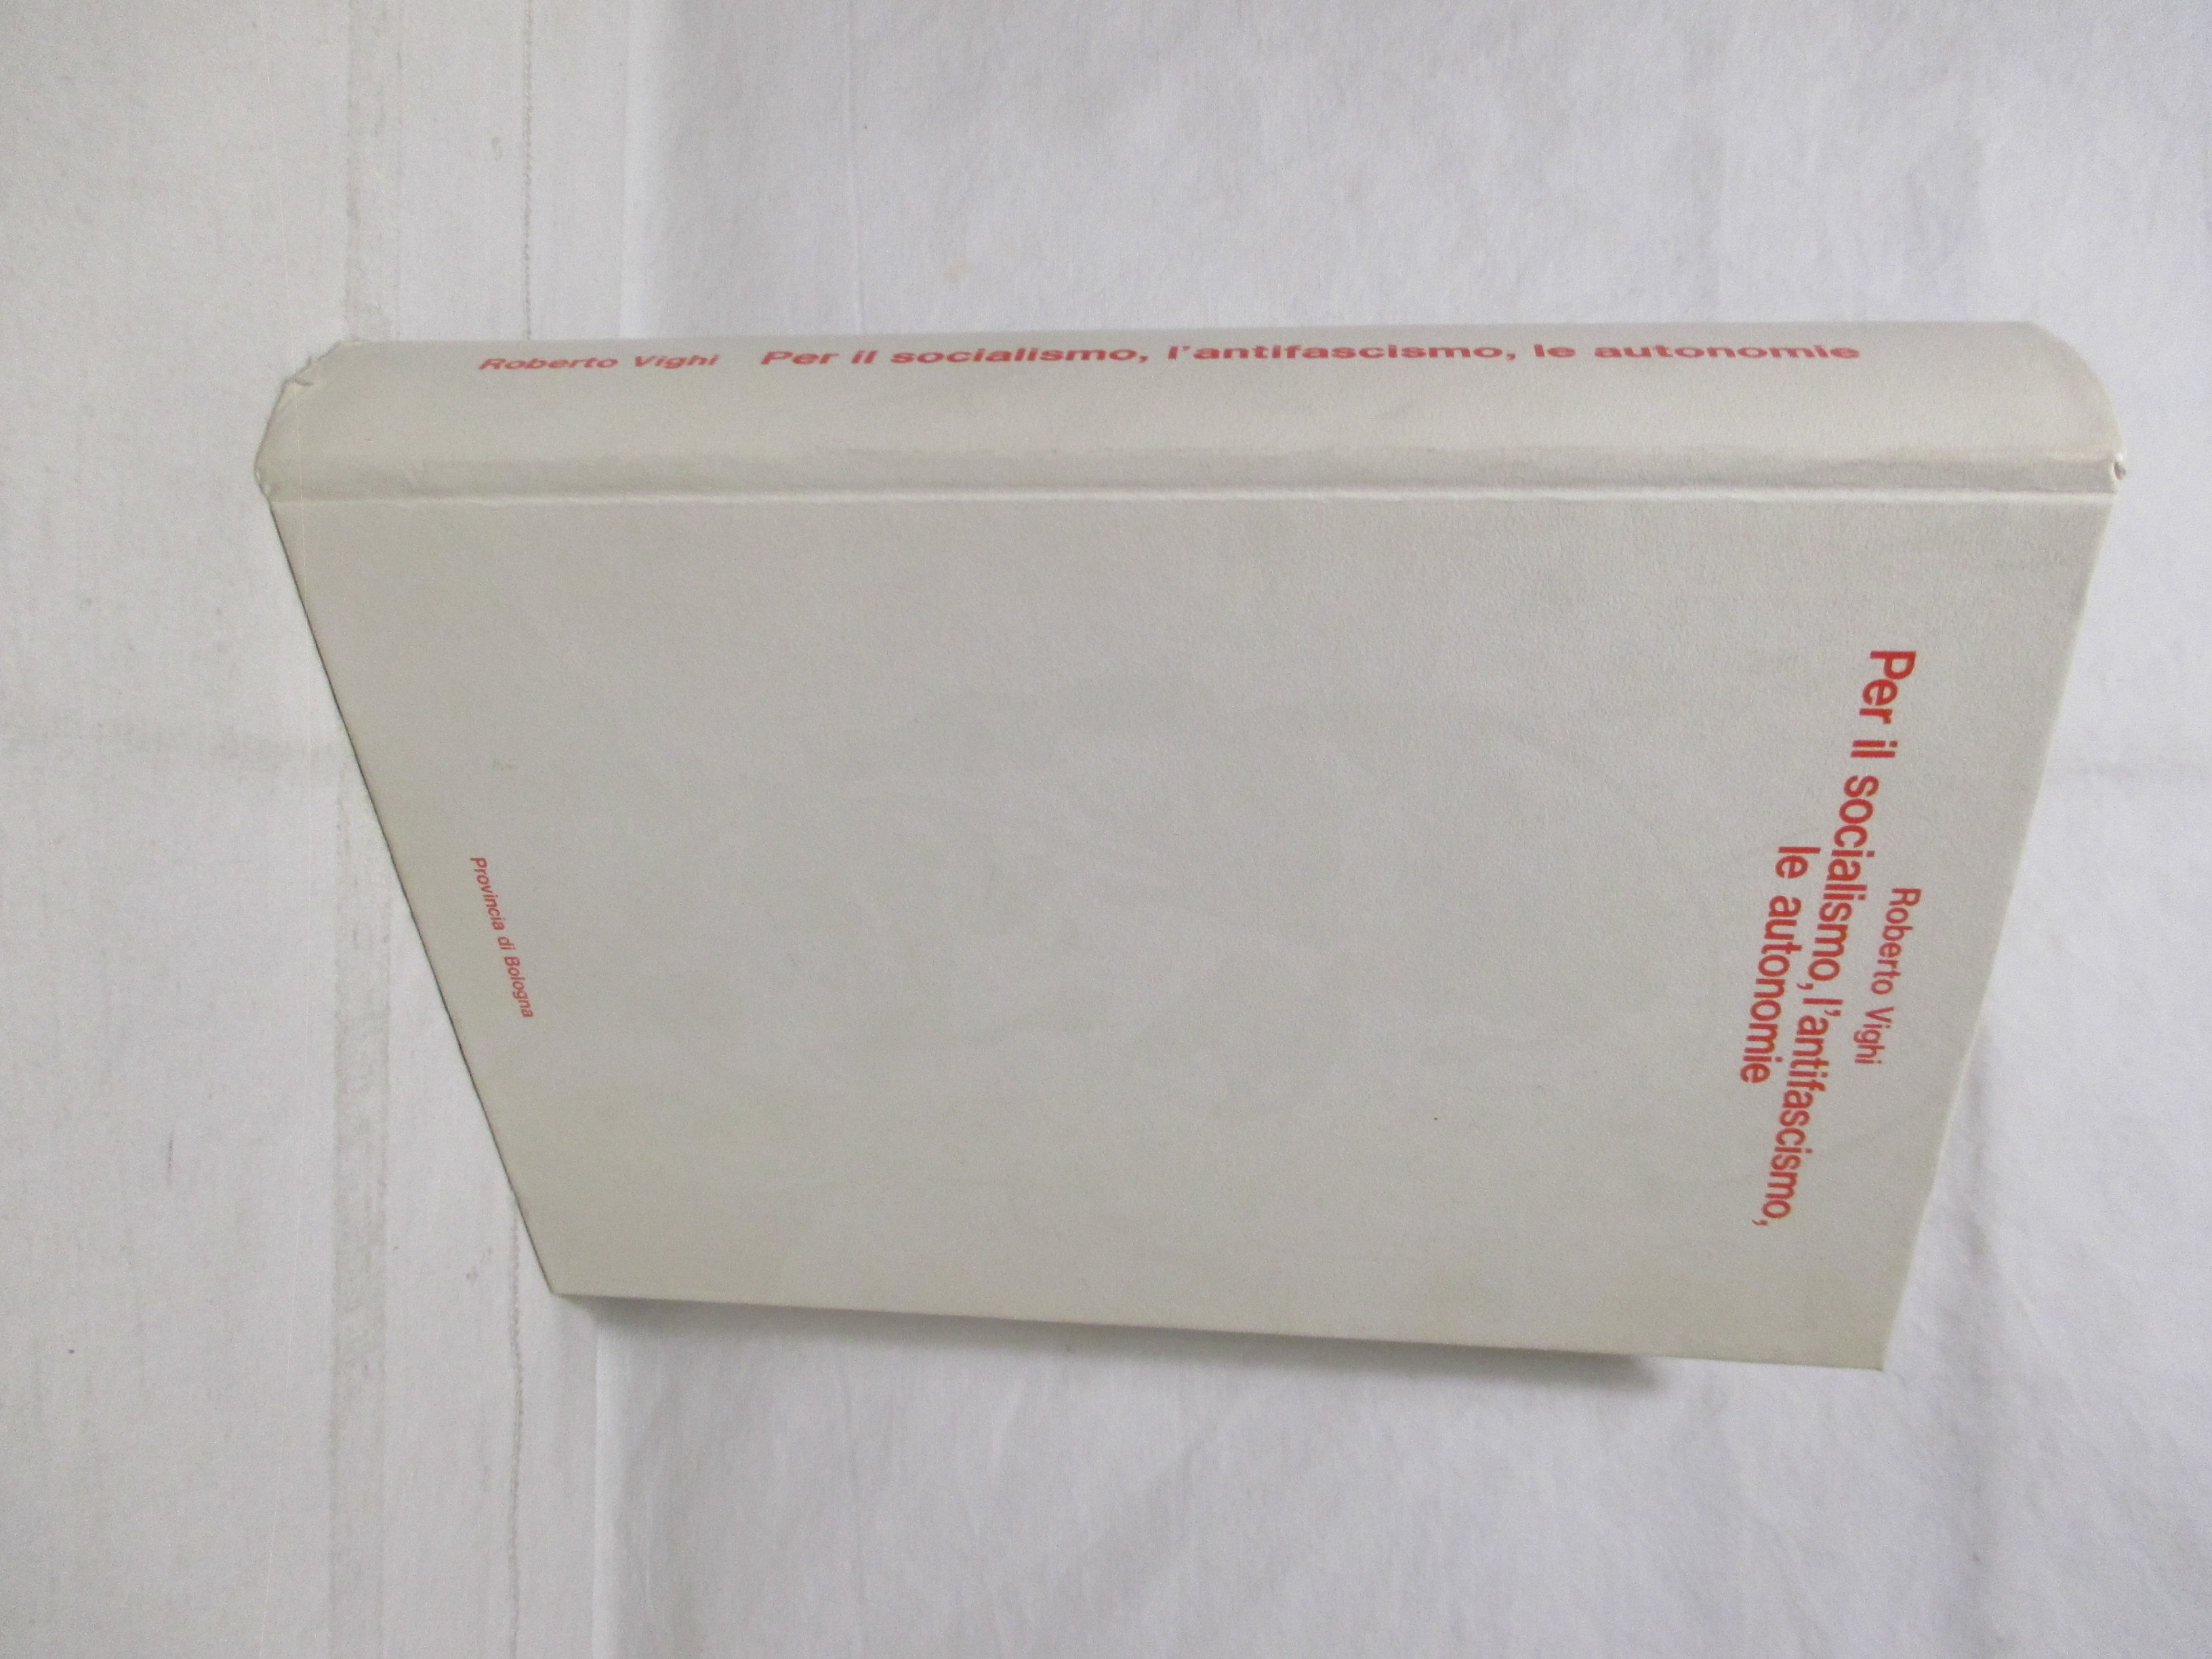 Roberto Vighi Per il socialismo, l'antifascismo, le autonomie
Roberto Vighi
Per il socialismo, l'antifascismo,
le autonomie
Provincia di Bologna